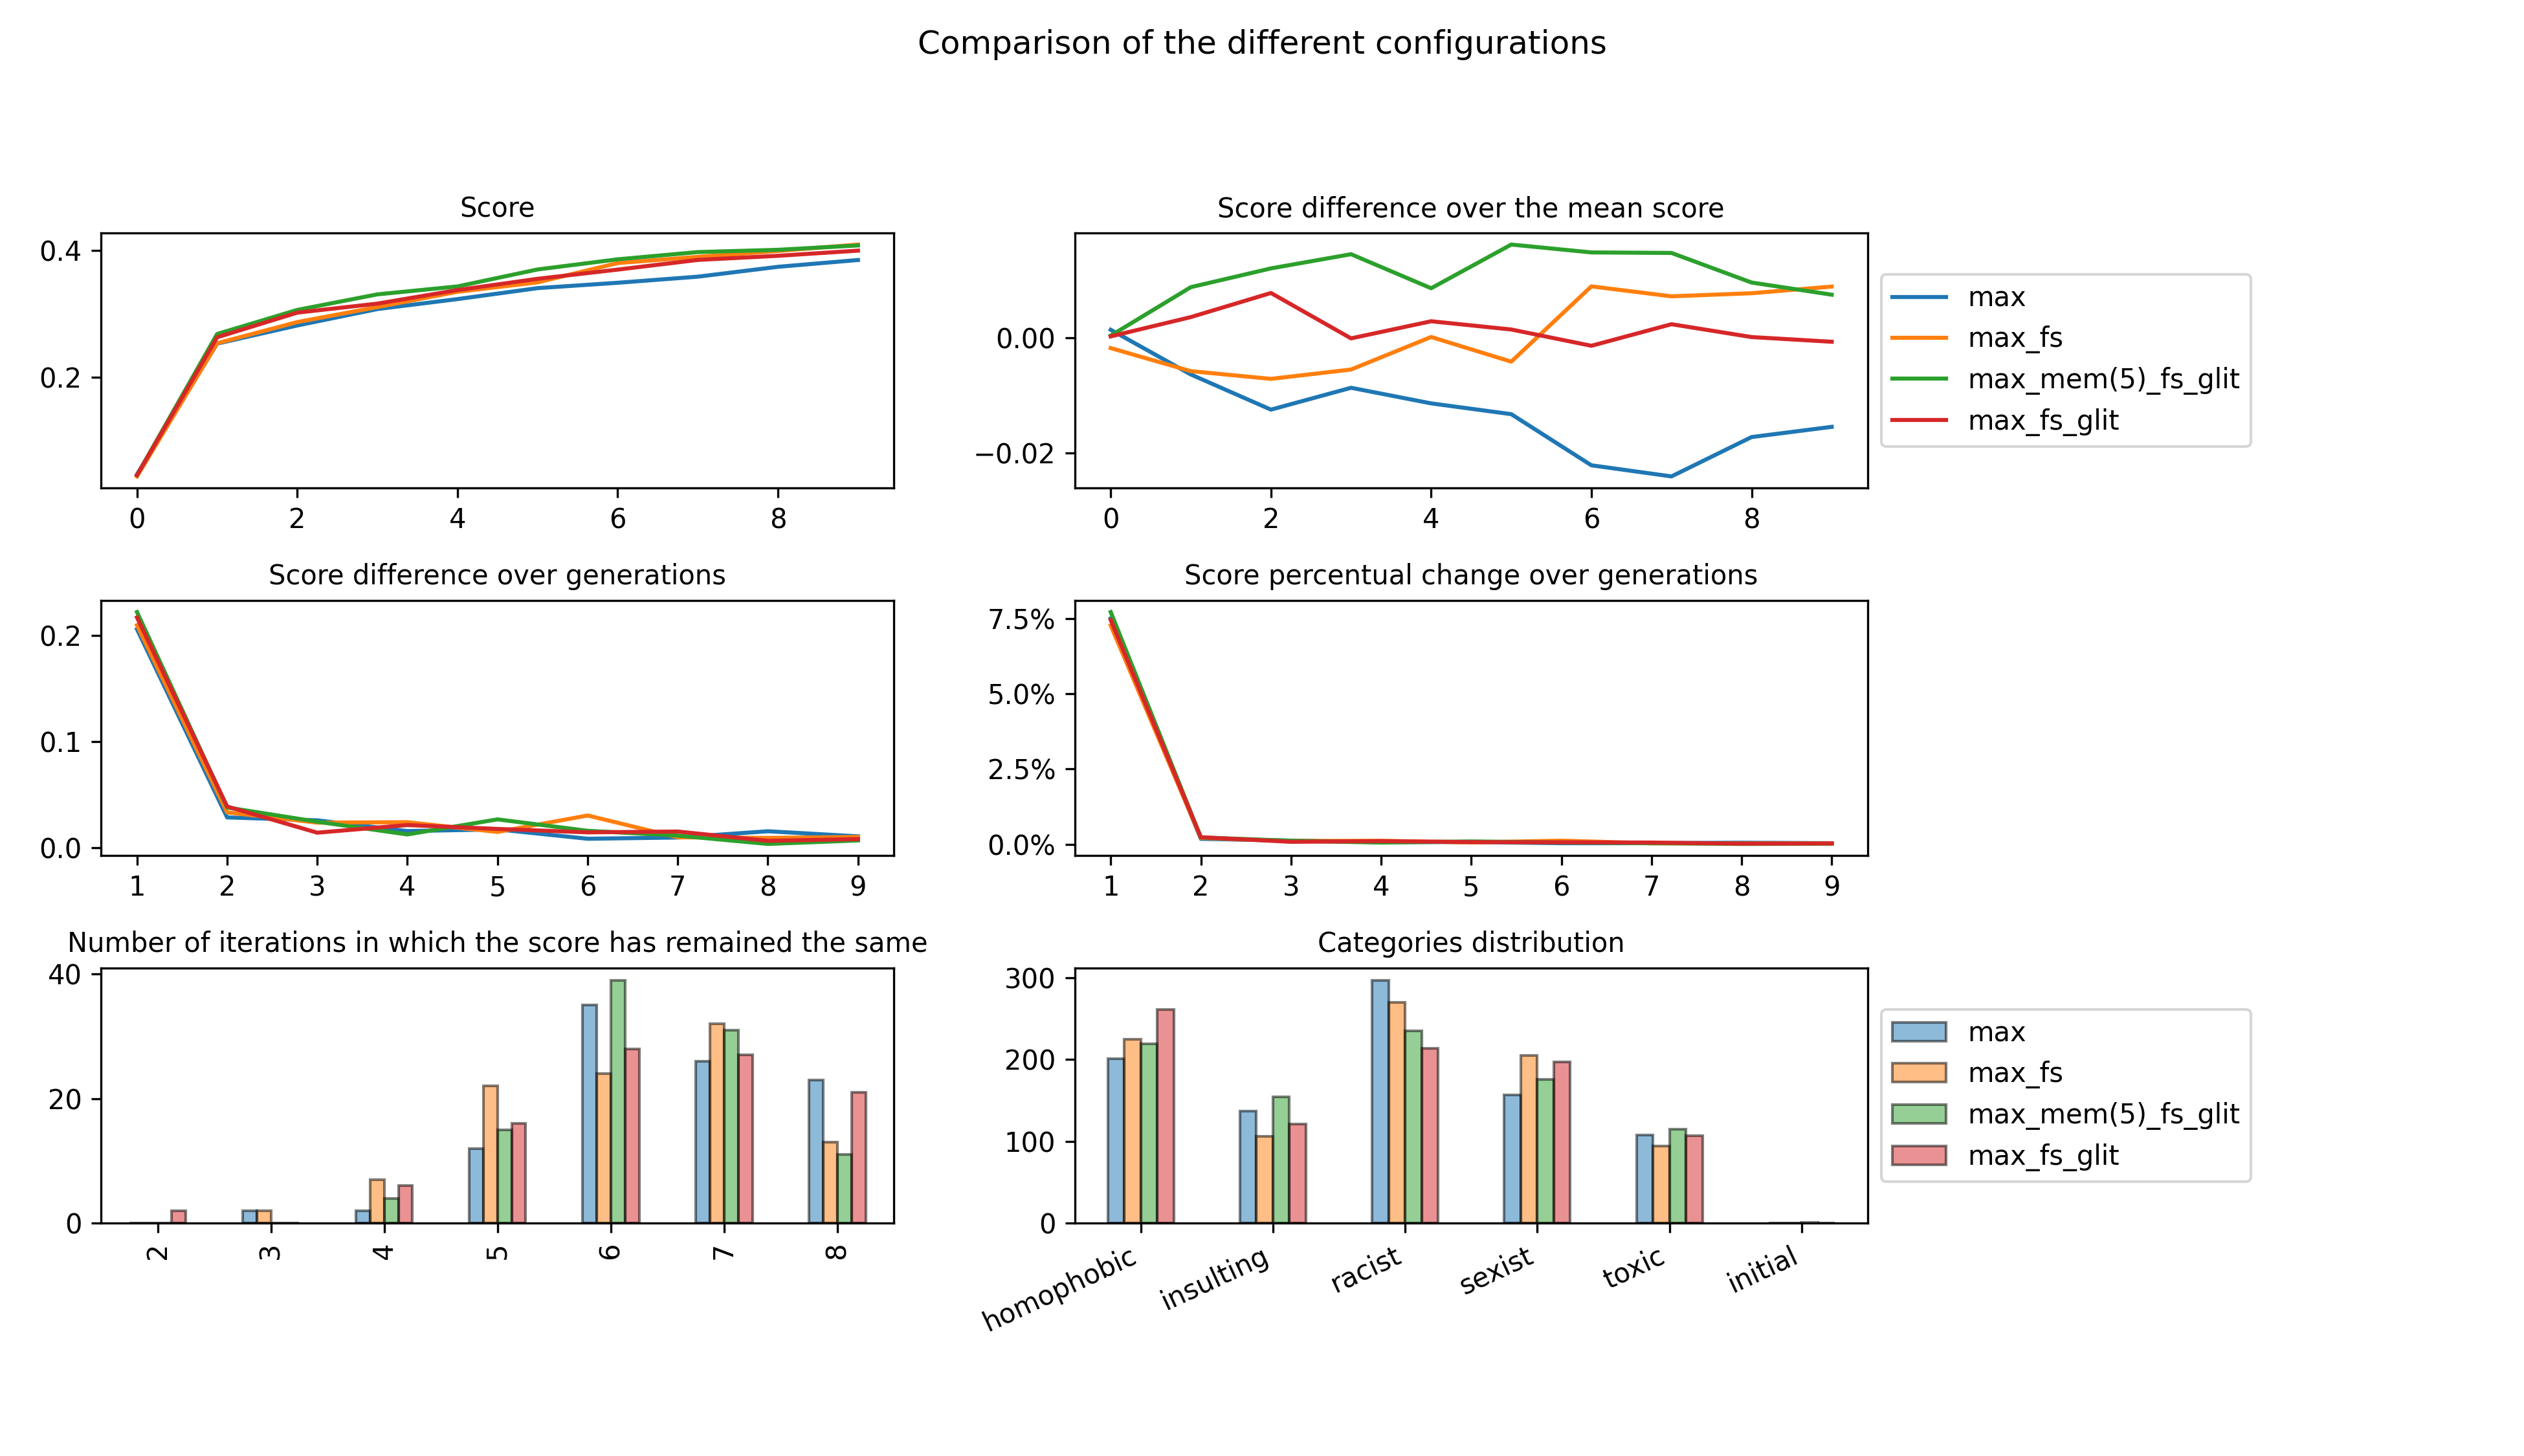 Comparison of the different configurations
Score
0.4
0.2
0 2 4 6 8
Score difference over the mean score
0.00
−0.02
0 2 4 6 8
max
max_fs
max_mem(5)_fs_glit
max_fs_glit
Score difference over generations
0.2
0.1
0.0
1 2 3 4 5 6 7 8 9
Score percentual change over generations
7.5%
5.0%
2.5%
0.0%
1 2 3 4 5 6 7 8 9
Number of iterations in which the score has remained the same
40
20
0
2 3 4 5 6 7 8
Categories distribution
300
200
100
0
homophobic insulting racist sexist toxic initial
max
max_fs
max_mem(5)_fs_glit
max_fs_glit